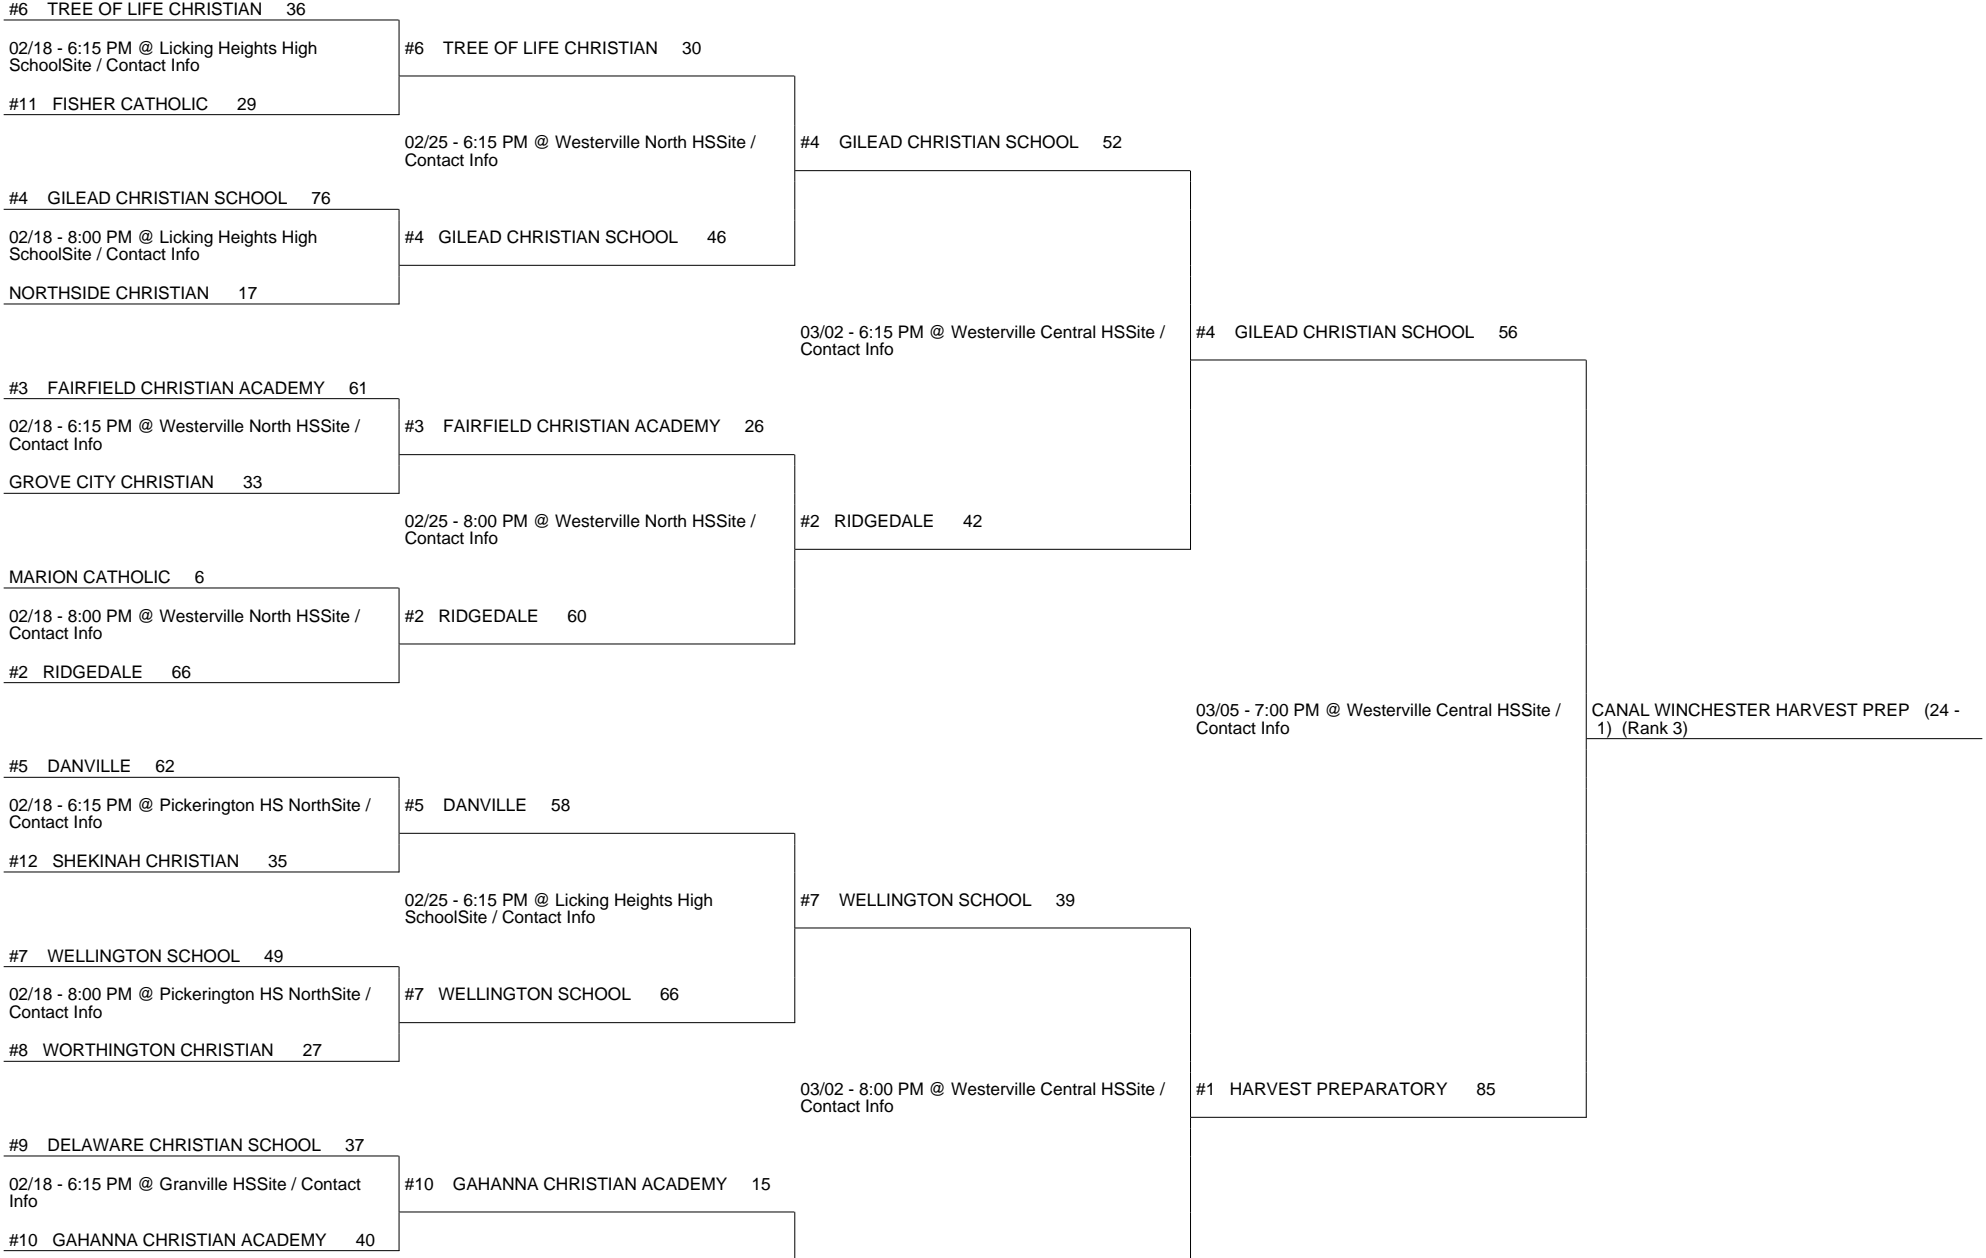 #6 TREE OF LIFE CHRISTIAN 36
02/18 - 6:15 PM @ Licking Heights High
SchoolSite / Contact Info
#11 FISHER CATHOLIC 29
#4 GILEAD CHRISTIAN SCHOOL 76
02/18 - 8:00 PM @ Licking Heights High
SchoolSite / Contact Info
NORTHSIDE CHRISTIAN 17
#3 FAIRFIELD CHRISTIAN ACADEMY 61
02/18 - 6:15 PM @ Westerville North HSSite /
Contact Info
GROVE CITY CHRISTIAN 33
MARION CATHOLIC 6
02/18 - 8:00 PM @ Westerville North HSSite /
Contact Info
#2 RIDGEDALE 66
#5 DANVILLE 62
02/18 - 6:15 PM @ Pickerington HS NorthSite /
Contact Info
#12 SHEKINAH CHRISTIAN 35
#7 WELLINGTON SCHOOL 49
02/18 - 8:00 PM @ Pickerington HS NorthSite /
Contact Info
#8 WORTHINGTON CHRISTIAN 27
#9 DELAWARE CHRISTIAN SCHOOL 37
02/18 - 6:15 PM @ Granville HSSite / Contact
Info
#10 GAHANNA CHRISTIAN ACADEMY 40
#6 TREE OF LIFE CHRISTIAN 30
02/25 - 6:15 PM @ Westerville North HSSite /
Contact Info
#4 GILEAD CHRISTIAN SCHOOL 46
#3 FAIRFIELD CHRISTIAN ACADEMY 26
02/25 - 8:00 PM @ Westerville North HSSite /
Contact Info
#2 RIDGEDALE 60
#5 DANVILLE 58
02/25 - 6:15 PM @ Licking Heights High
SchoolSite / Contact Info
#7 WELLINGTON SCHOOL 66
#10 GAHANNA CHRISTIAN ACADEMY 15
#4 GILEAD CHRISTIAN SCHOOL 52
03/02 - 6:15 PM @ Westerville Central HSSite /
Contact Info
#2 RIDGEDALE 42
#7 WELLINGTON SCHOOL 39
03/02 - 8:00 PM @ Westerville Central HSSite /
Contact Info
#4 GILEAD CHRISTIAN SCHOOL 56
03/05 - 7:00 PM @ Westerville Central HSSite /
Contact Info
#1 HARVEST PREPARATORY 85
CANAL WINCHESTER HARVEST PREP (24 -
1) (Rank 3)